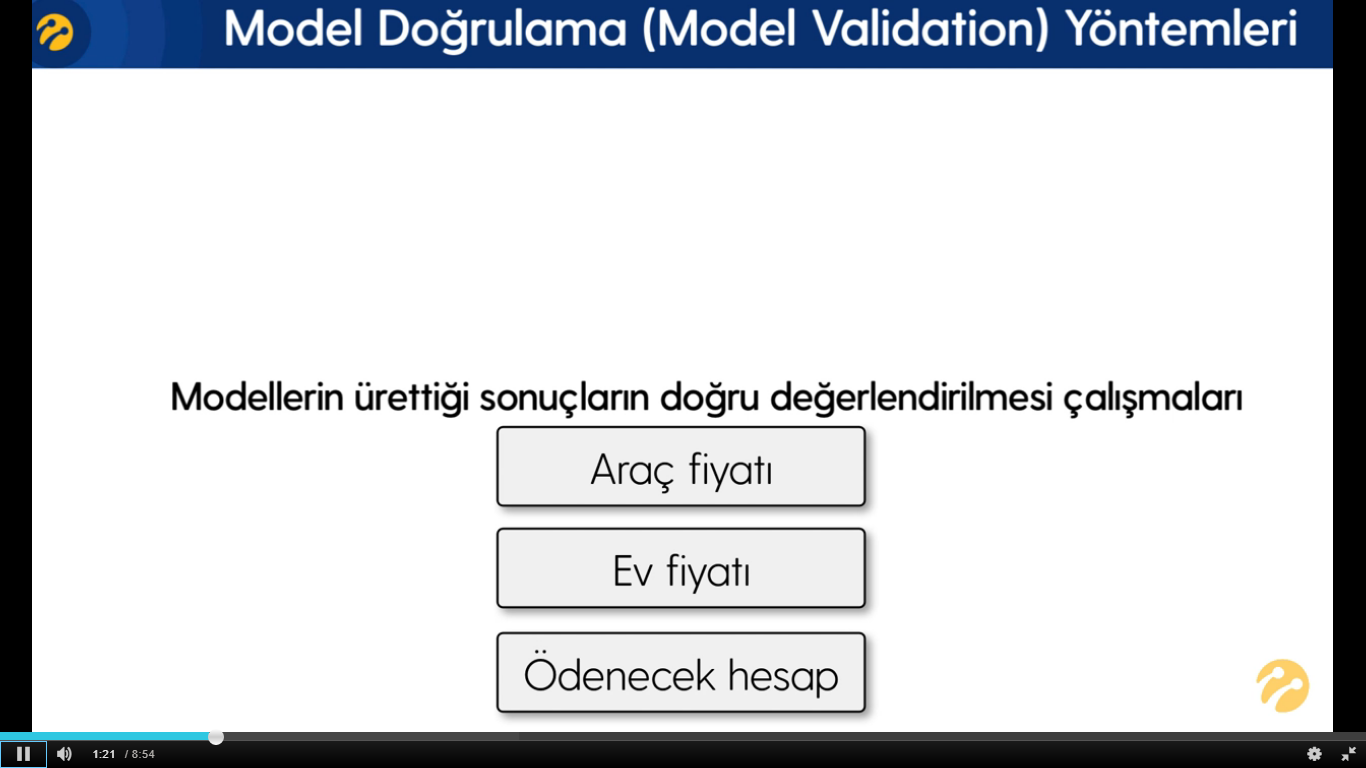 Model Doğrulama (Model Validation) Yöntemleri
Modellerin ürettiği sonuçların doğru değerlendirilmesi çalışmaları
Araç fiyatı
Ev fiyatı
Ödenecek hesap
1:21 / 8:54